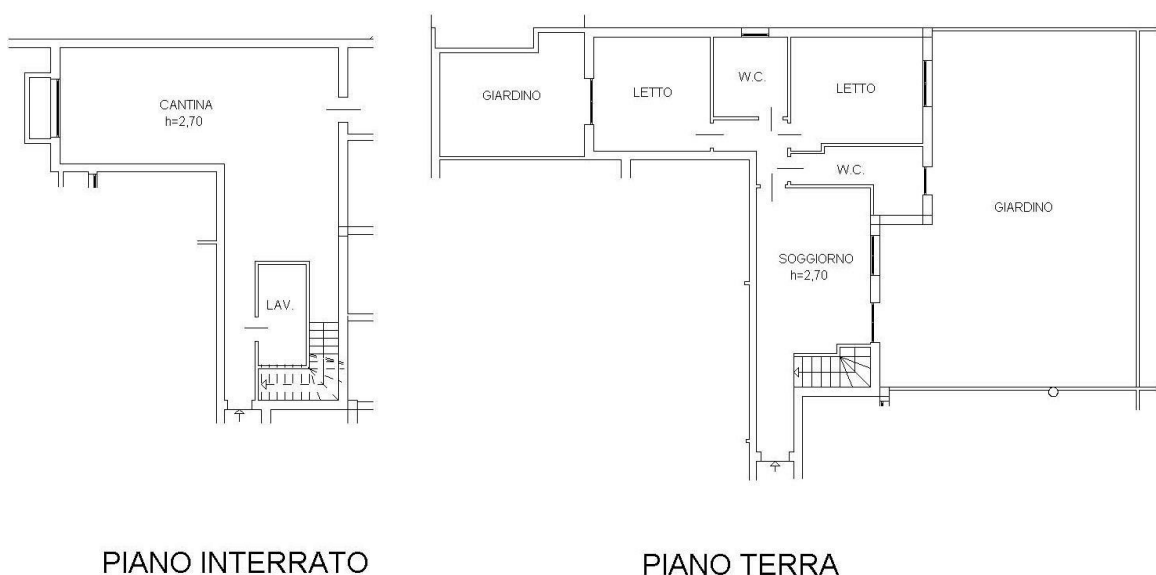 CANTINA
h=2,70
LAV.
PIANO INTERRATO
GIARDINO
LETTO
W.C.
LETTO
W.C.
GIARDINO
SOGGIORNO
h=2,70
PIANO TERRA